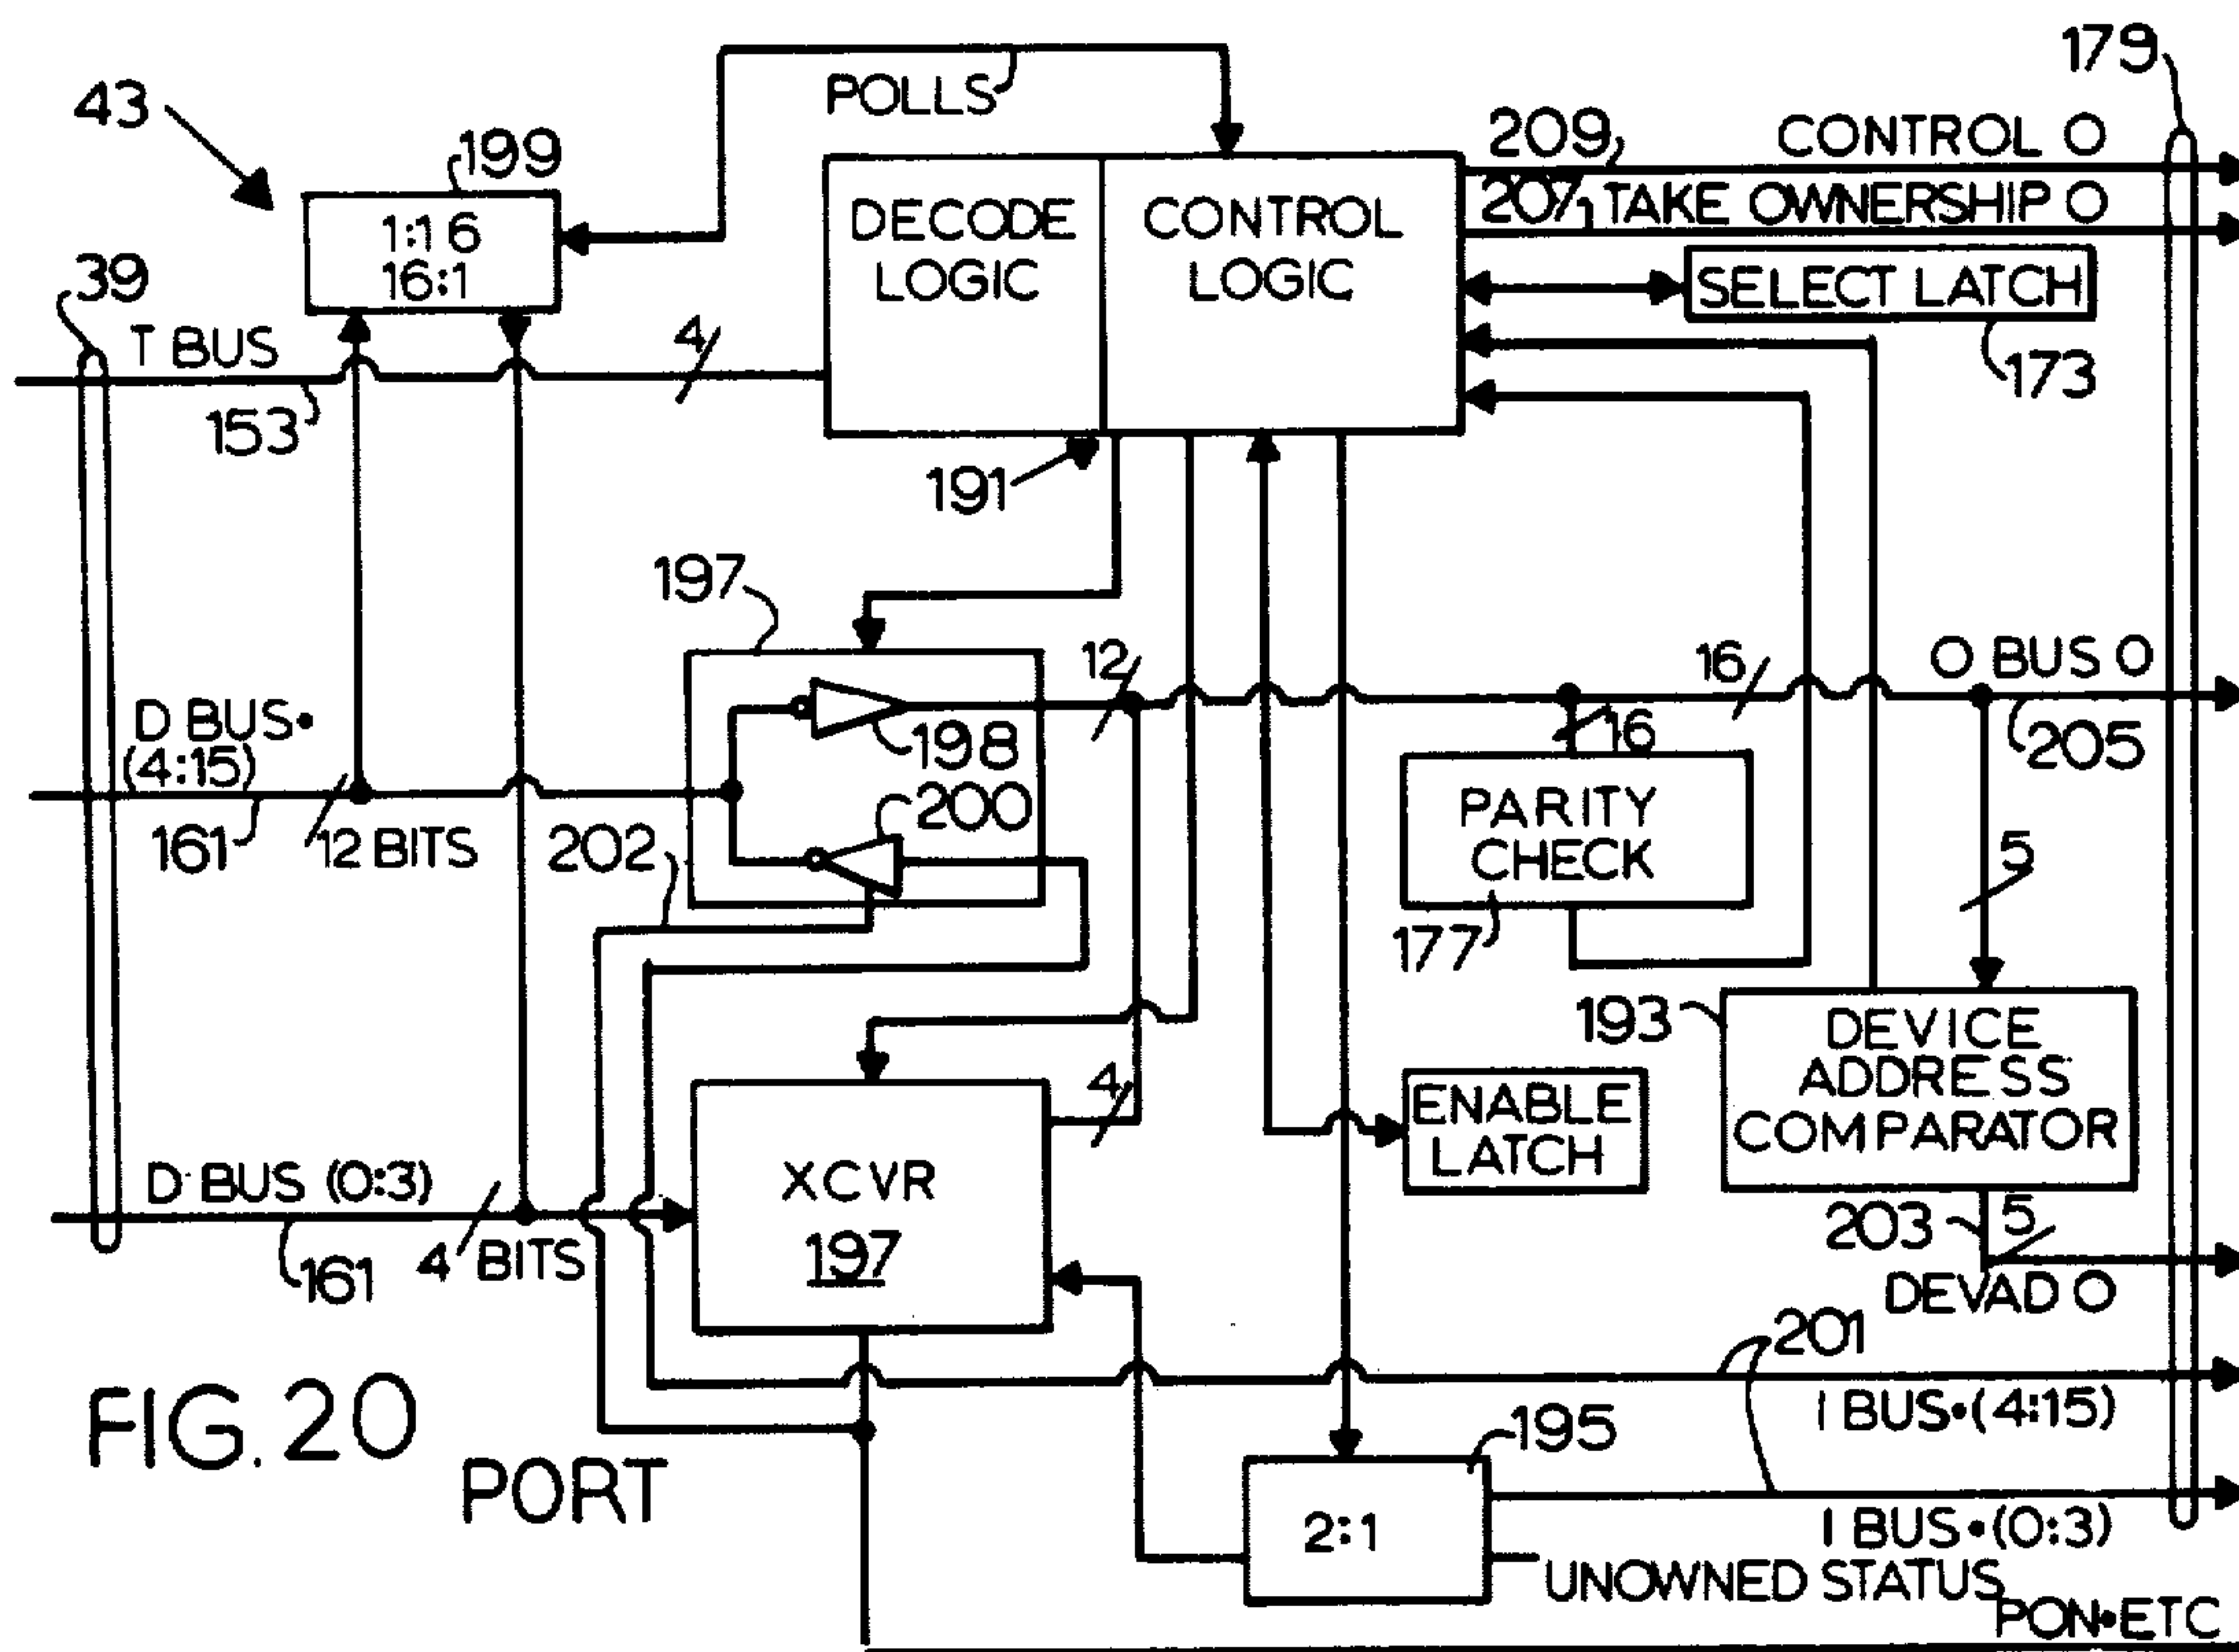 179
43
POLLS
199
209
CONTROL O
207
TAKE OWNERSHIP O
1:16
16:1
DECODE
LOGIC
CONTROL
LOGIC
39
T BUS
4
SELECT LATCH
153
173
191
197
12
16
O BUS O
D BUS•
(4:15)
198
16
205
161
12 BITS
202
200
PARITY
CHECK
5
177
193
DEVICE
ADDRESS
COMPARATOR
4
ENABLE
LATCH
D BUS (0:3)
XCVR
197
161
4 BITS
203
5
DEVAD O
201
I BUS•(4:15)
FIG. 20
PORT
195
2:1
I BUS•(0:3)
UNOWNED STATUS
PON•ETC